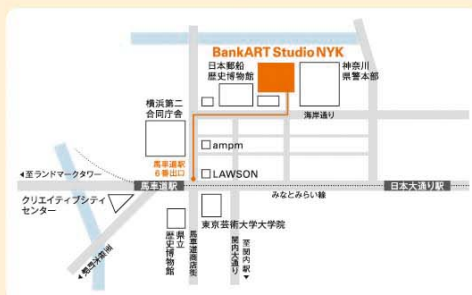 BankART Studio NYK
日本郵船
歴史博物館
神奈川
県警本部
横浜第二
合同庁舎
海岸通り
馬車道駅
6番出口
ampm
◀至ランドマークタワー
LAWSON
馬車道駅
日本大通り駅
みなとみらい線
クリエイティブシティ
センター
東京芸術大学大学院
県立
歴史博物館
馬車道商店街
関内大通り
至関内駅▶